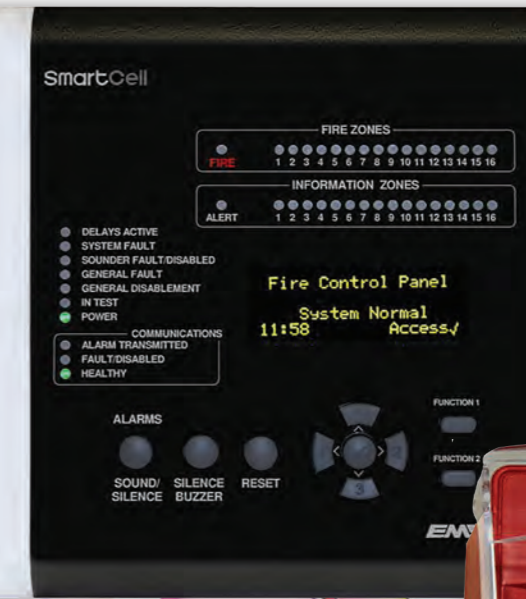 SmartCell
FIRE ZONES
FIRE
1 2 3 4 5 6 7 8 9 10 11 12 13 14 15 16
INFORMATION ZONES
ALERT
1 2 3 4 5 6 7 8 9 10 11 12 13 14 15 16
DELAYS ACTIVE
SYSTEM FAULT
SOUNDER FAULT/DISABLED
GENERAL FAULT
GENERAL DISABLEMENT
IN TEST
POWER
COMMUNICATIONS
ALARM TRANSMITTED
FAULT/DISABLED
HEALTHY
Fire Control Panel
System Normal
11:58 Access✓
ALARMS
SOUND/
SILENCE
SILENCE
BUZZER
RESET
3
FUNCTION 1
FUNCTION 2